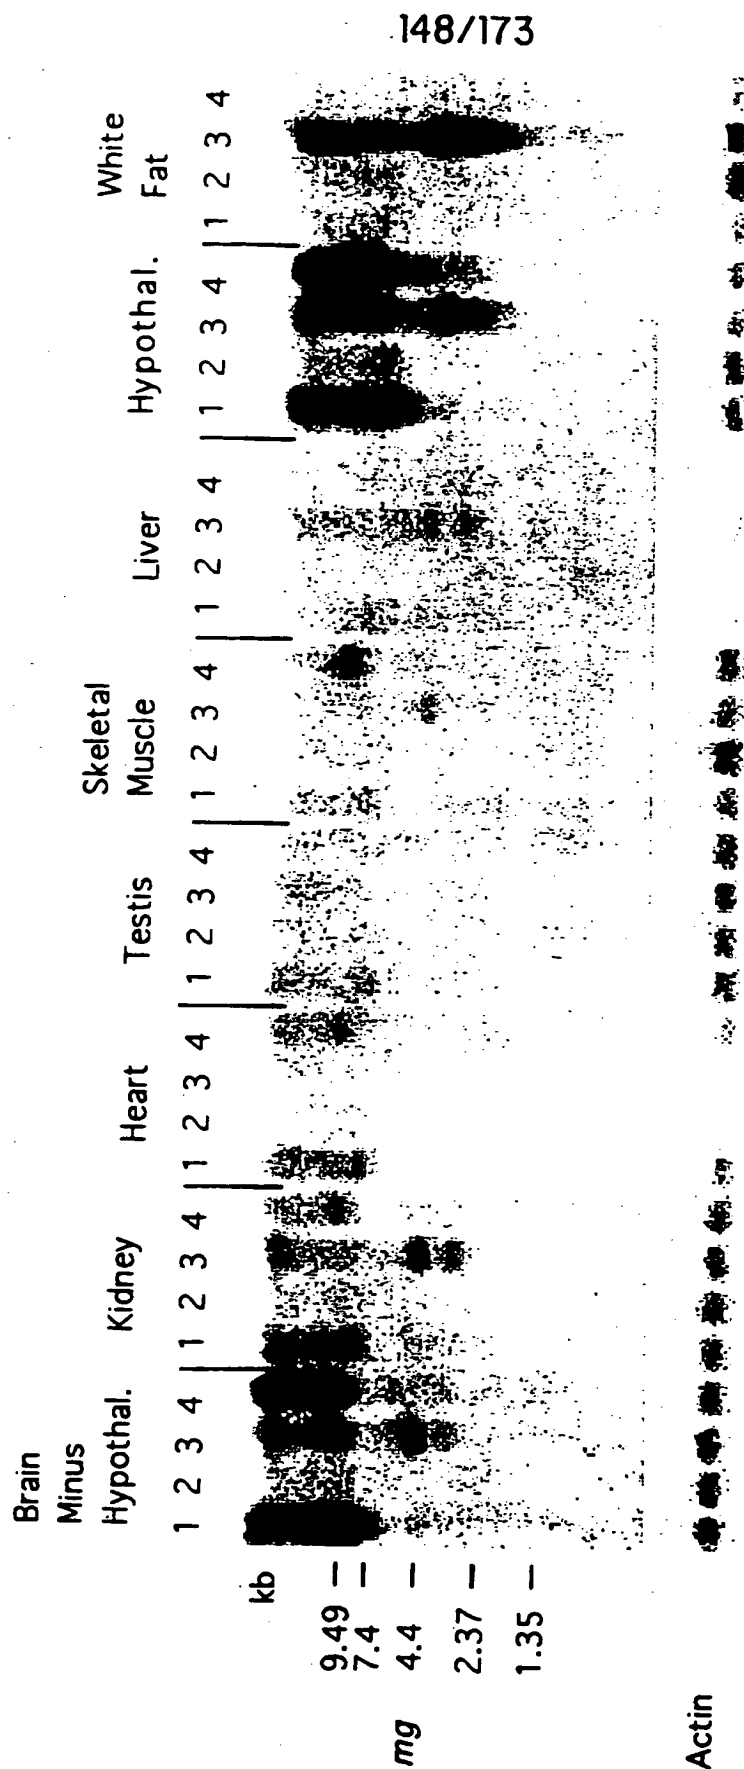 148/173
Brain
Minus
Hypothal.
Kidney
Heart
Testis
Skeletal
Muscle
Liver
Hypothal.
White
Fat
1 2 3 4 1 2 3 4 1 2 3 4 1 2 3 4 1 2 3 4 1 2 3 4 1 2 3 4 1 2 3 4
kb
9.49
7.4
4.4
2.37
1.35
mg
Actin